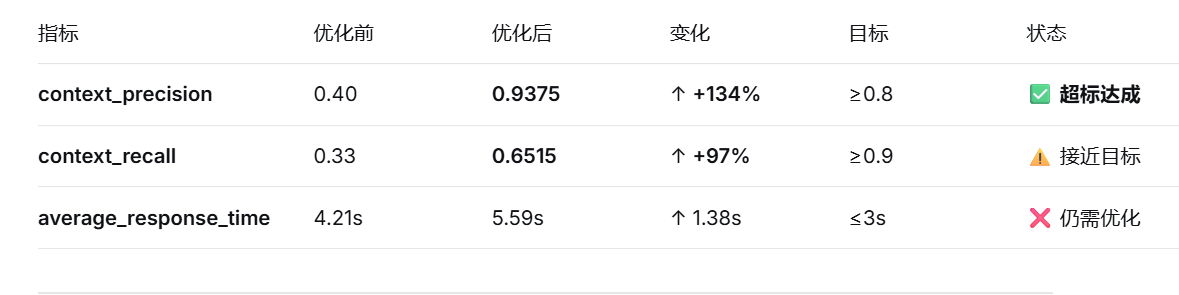 指标 优化前 优化后 变化 目标 状态
context_precision 0.40 0.9375 ↑ +134% ≥0.8 ✅ 超标达成
context_recall 0.33 0.6515 ↑ +97% ≥0.9 ⚠️ 接近目标
average_response_time 4.21s 5.59s ↑ 1.38s ≤3s ❌ 仍需优化